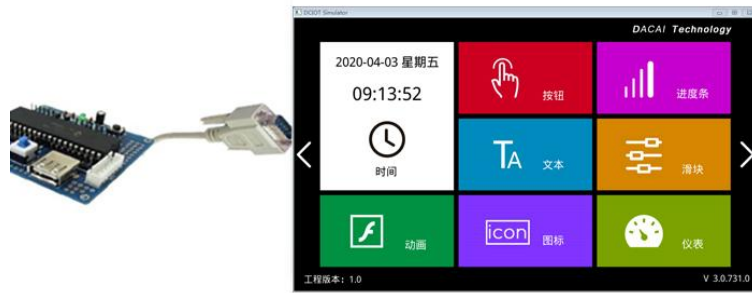 DCIOT Simulator
DACAI Technology
2020-04-03 星期五
09:13:52
时间
按钮
进度条
TA 文本
滑块
动画
icon 图标
仪表
工程版本：1.0
V 3.0.731.0